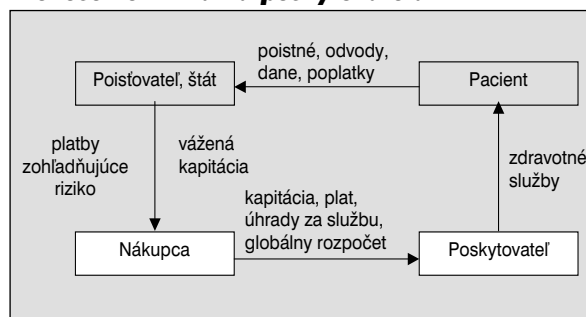 poistné, odvody,
dane, poplatky
Poisťovateľ, štát
Pacient
platby
zohľadňujúce
riziko
vážená
kapitácia
zdravotné
služby
kapitácia, plat,
úhrady za službu,
globálny rozpočet
Nákupca
Poskytovateľ